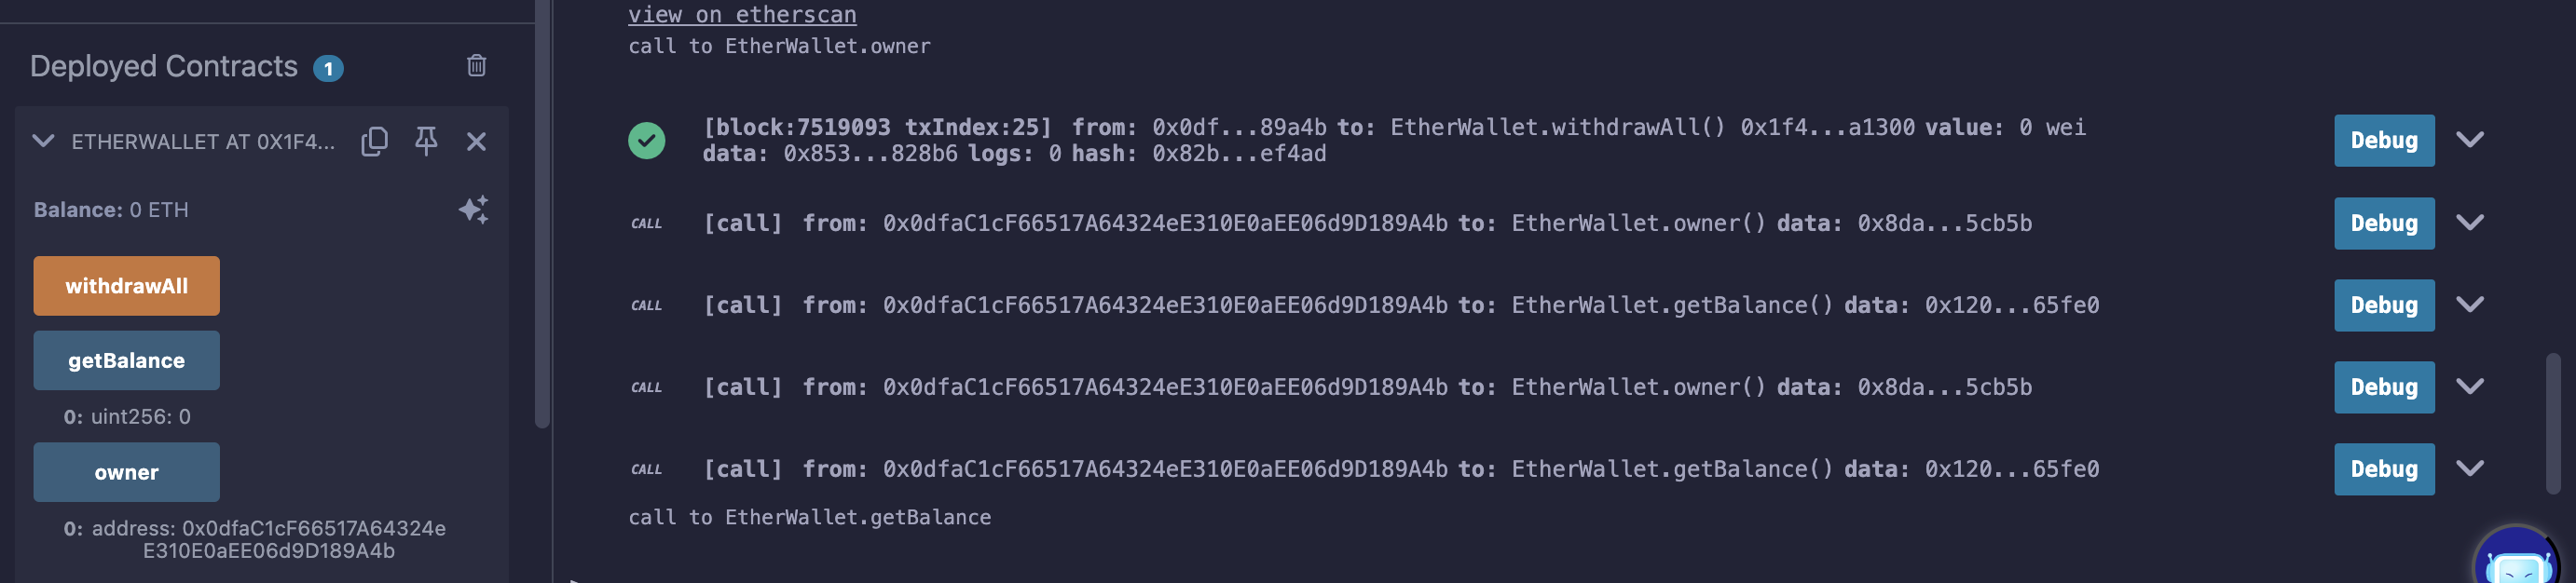 Deployed Contracts 1
ETHERWALLET AT 0X1F4...
Balance: 0 ETH
withdrawAll
getBalance
0: uint256: 0
owner
0: address: 0x0dfaC1cF66517A64324e
E310E0aEE06d9D189A4b
view on etherscan
call to EtherWallet.owner
[block:7519093 txIndex:25] from: 0x0df...89a4b to: EtherWallet.withdrawAll() 0x1f4...a1300 value: 0 wei
data: 0x853...828b6 logs: 0 hash: 0x82b...ef4ad
Debug
CALL [call] from: 0x0dfaC1cF66517A64324eE310E0aEE06d9D189A4b to: EtherWallet.owner() data: 0x8da...5cb5b Debug
CALL [call] from: 0x0dfaC1cF66517A64324eE310E0aEE06d9D189A4b to: EtherWallet.getBalance() data: 0x120...65fe0 Debug
CALL [call] from: 0x0dfaC1cF66517A64324eE310E0aEE06d9D189A4b to: EtherWallet.owner() data: 0x8da...5cb5b Debug
CALL [call] from: 0x0dfaC1cF66517A64324eE310E0aEE06d9D189A4b to: EtherWallet.getBalance() data: 0x120...65fe0 Debug
call to EtherWallet.getBalance